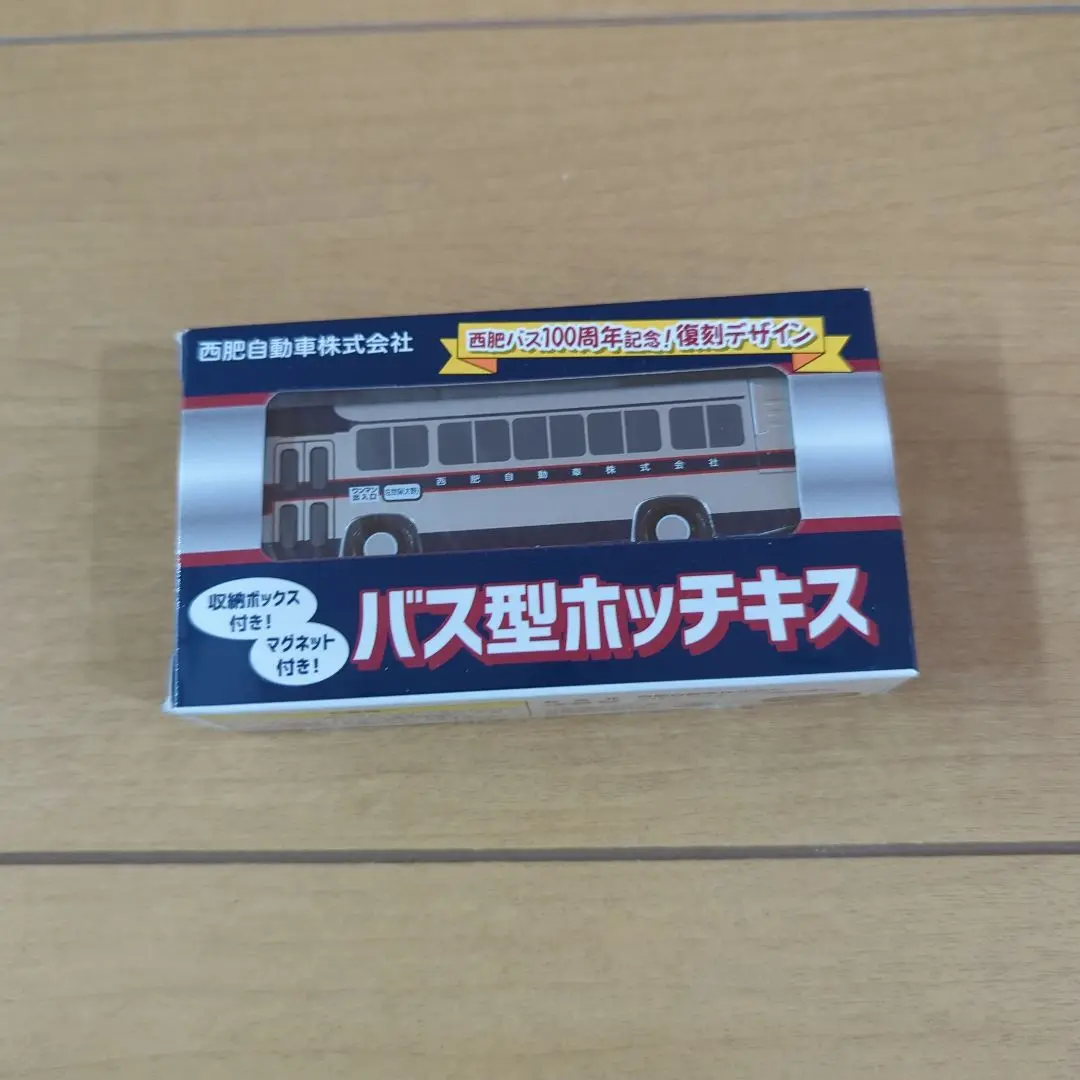 西肥自動車株式会社
西肥バス100周年記念!復刻デザイン
西肥自動車株式会社
ワンマン
出入口
収納ボックス
付き!
マグネット
付き!
バス型ホッチキス